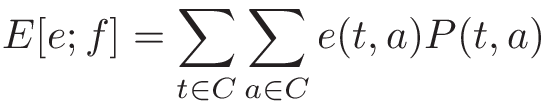 E[e; f] = ∑_{t∈C} ∑_{a∈C} e(t, a)P(t, a)